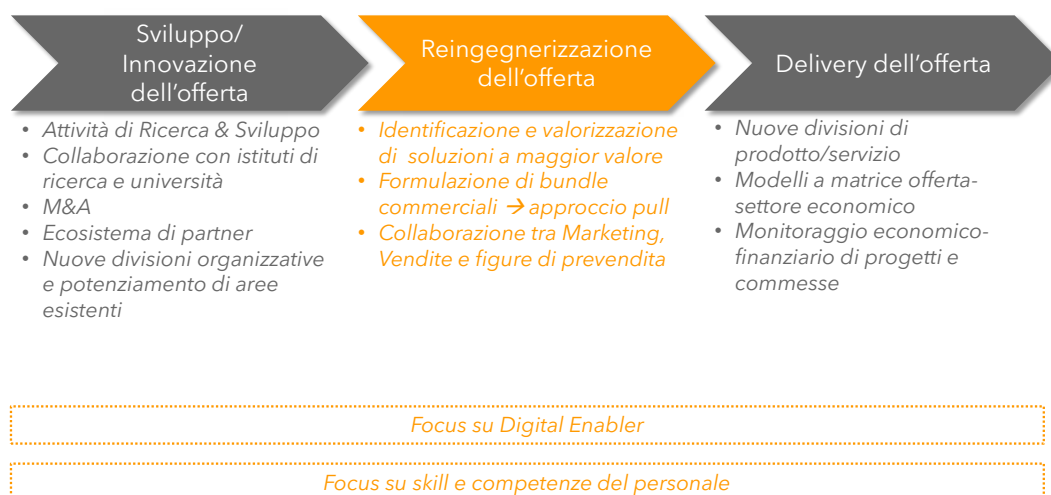 Sviluppo/
Innovazione
dell'offerta
• Attività di Ricerca & Sviluppo
• Collaborazione con istituti di
ricerca e università
• M&A
• Ecosistema di partner
• Nuove divisioni organizzative
e potenziamento di aree
esistenti
Reingegnerizzazione
dell'offerta
• Identificazione e valorizzazione
di soluzioni a maggior valore
• Formulazione di bundle
commerciali → approccio pull
• Collaborazione tra Marketing,
Vendite e figure di prevendita
Delivery dell'offerta
• Nuove divisioni di
prodotto/servizio
• Modelli a matrice offerta-
settore economico
• Monitoraggio economico-
finanziario di progetti e
commesse
Focus su Digital Enabler
Focus su skill e competenze del personale